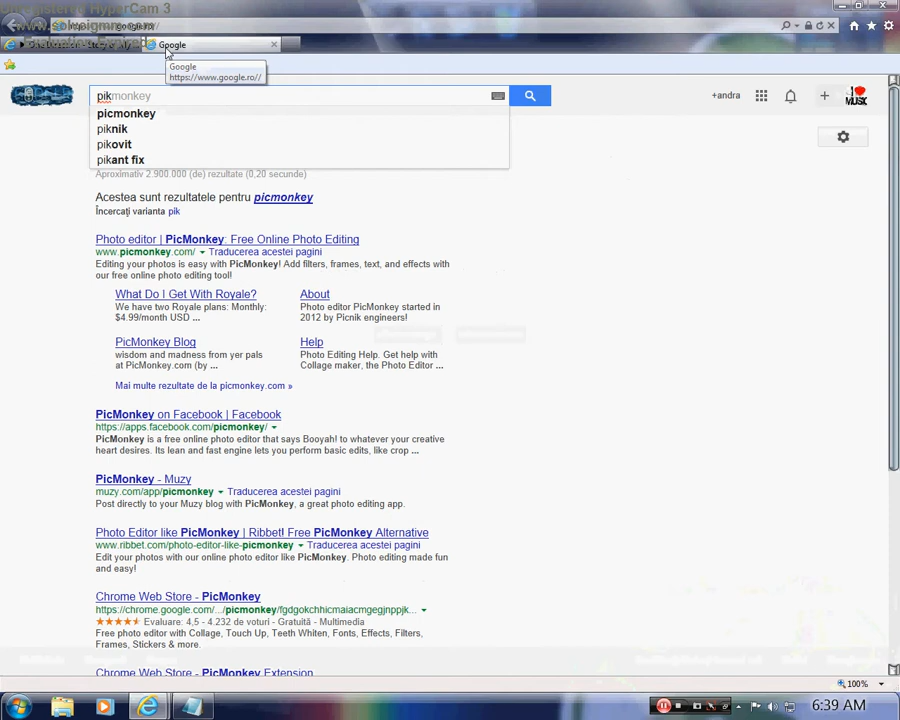 HyperCam 3
Google
Google
https://www.google.ro//
pikmonkey
+andra
I
MUSIC
picmonkey
piknik
pikovit
pikant fix
Aproximativ 2.900.000 (de) rezultate (0,20 secunde)
Acestea sunt rezultatele pentru picmonkey
Încercaţi varianta pik
Photo editor | PicMonkey: Free Online Photo Editing
www.picmonkey.com/ Traducerea acestei pagini
Editing your photos is easy with PicMonkey! Add filters, frames, text, and effects with
our free online photo editing tool!
What Do I Get With Royale?
We have two Royale plans: Monthly:
$4.99/month USD ...
About
Photo editor PicMonkey started in
2012 by Picnik engineers!
PicMonkey Blog
wisdom and madness from yer pals
at PicMonkey.com (by ...
Help
Photo Editing Help. Get help with
Collage maker, the Photo Editor ...
Mai multe rezultate de la picmonkey.com »
PicMonkey on Facebook | Facebook
https://apps.facebook.com/picmonkey/
PicMonkey is a free online photo editor that says Booyah! to whatever your creative
heart desires. Its lean and fast engine lets you perform basic edits, like crop ...
PicMonkey - Muzy
muzy.com/app/picmonkey Traducerea acestei pagini
Post directly to your Muzy blog with PicMonkey, a great photo editing app.
Photo Editor like PicMonkey | Ribbet! Free PicMonkey Alternative
www.ribbet.com/photo-editor-like-picmonkey Traducerea acestei pagini
Edit your photos with our online photo editor like PicMonkey. Photo editing made fun
and easy!
Chrome Web Store - PicMonkey
https://chrome.google.com/.../picmonkey/fgdgokchhicmaiacmgegjnppjk...
Evaluare: 4,5 - 4.232 de voturi - Gratuită - Multimedia
Free photo editor with Collage, Touch Up, Teeth Whiten, Fonts, Effects, Filters,
Frames, Stickers & more.
Chrome Web Store - PicMonkey Extension
100%
6:39 AM